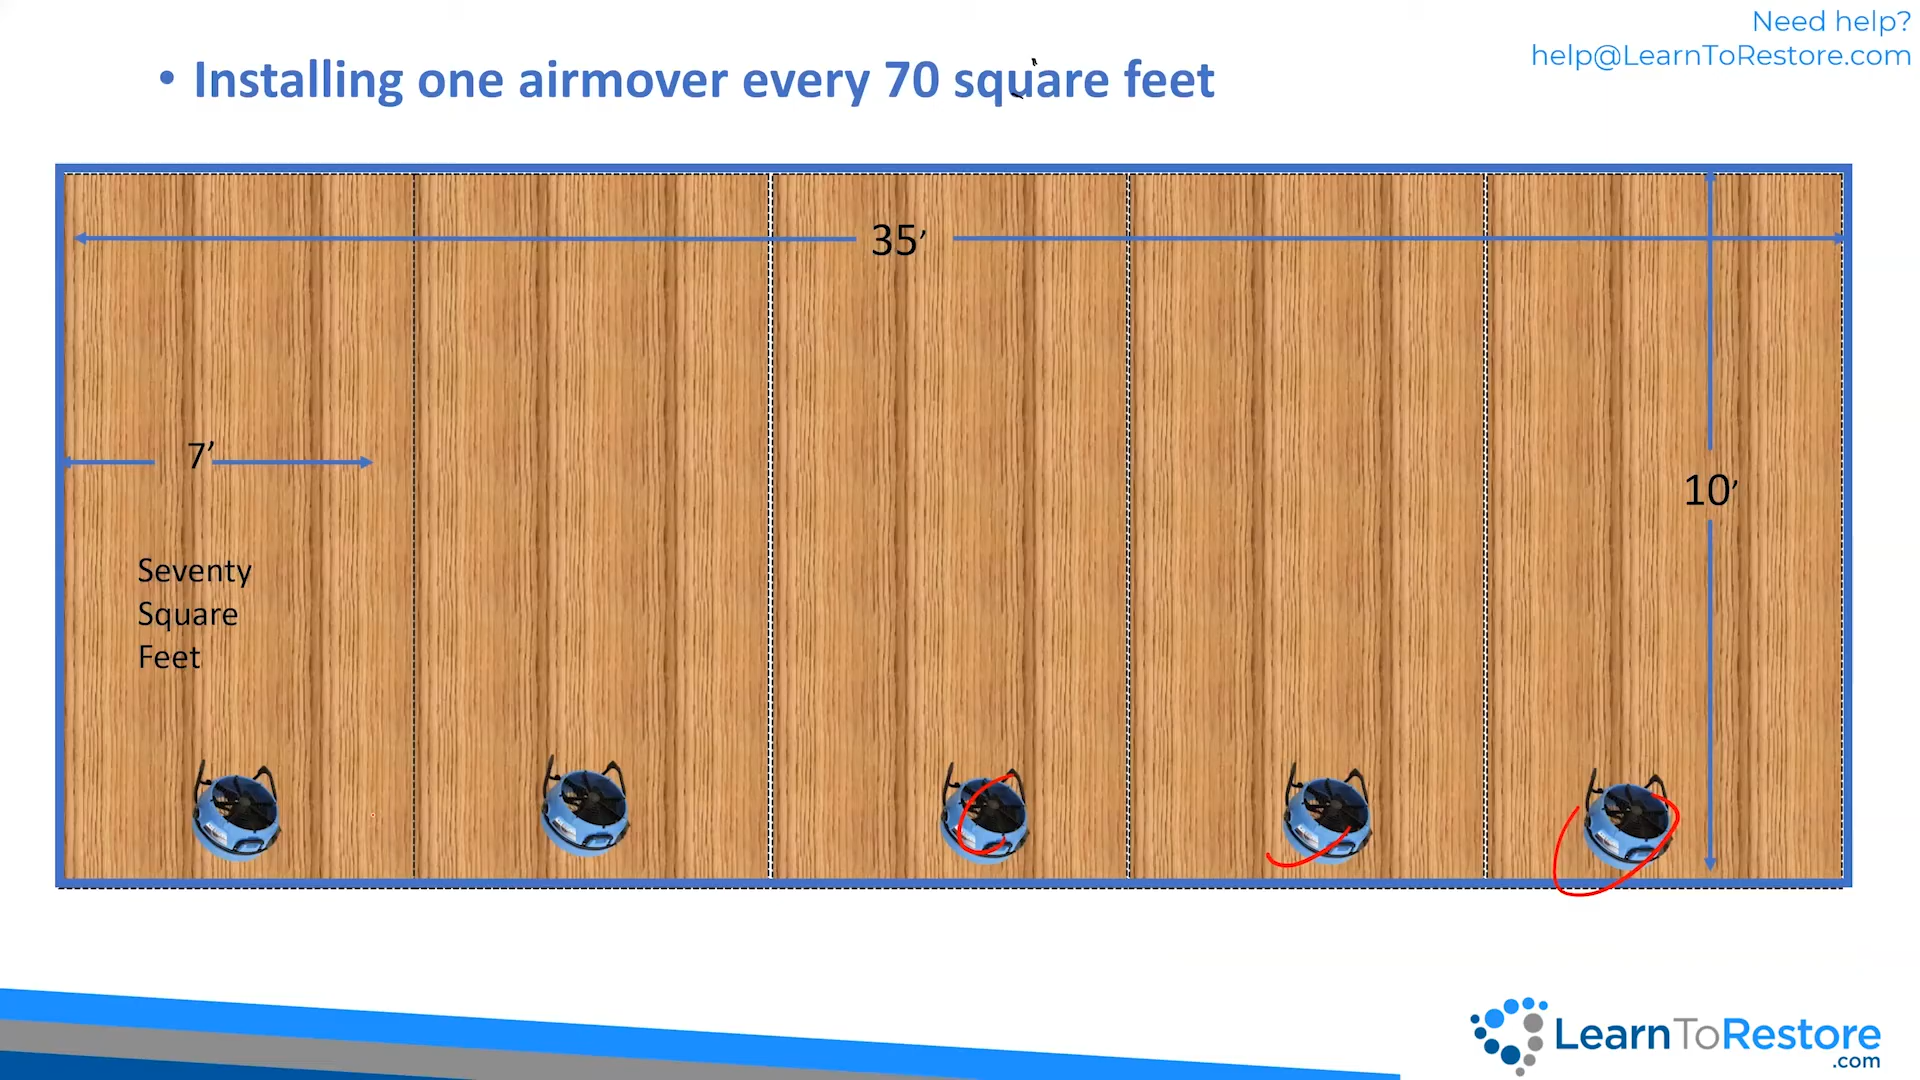 Need help?
help@LearnToRestore.com
• Installing one airmover every 70 square feet
35'
7'
10'
Seventy
Square
Feet
LearnToRestore
.com